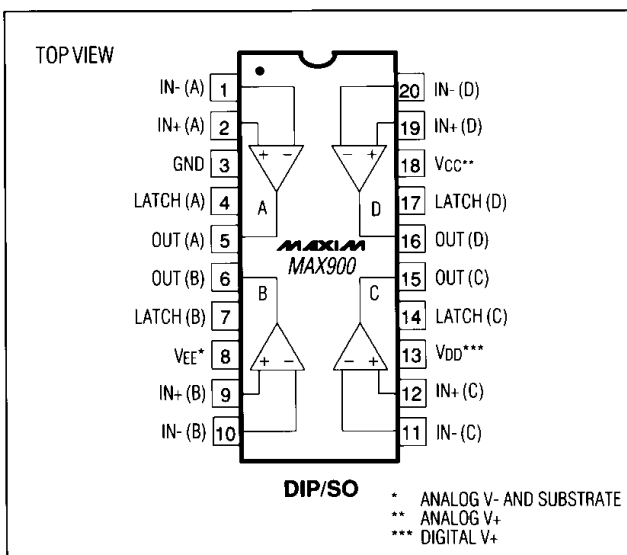 TOP VIEW
IN- (A) 1
IN+ (A) 2
GND 3
LATCH (A) 4
OUT (A) 5
OUT (B) 6
LATCH (B) 7
VEE* 8
IN+ (B) 9
IN- (B) 10
20 IN- (D)
19 IN+ (D)
18 VCC**
17 LATCH (D)
16 OUT (D)
15 OUT (C)
14 LATCH (C)
13 VDD***
12 IN+ (C)
11 IN- (C)
+ −
− +
A
D
MAXIM
MAX900
B
C
+ −
− +
DIP/SO
* ANALOG V- AND SUBSTRATE
** ANALOG V+
*** DIGITAL V+